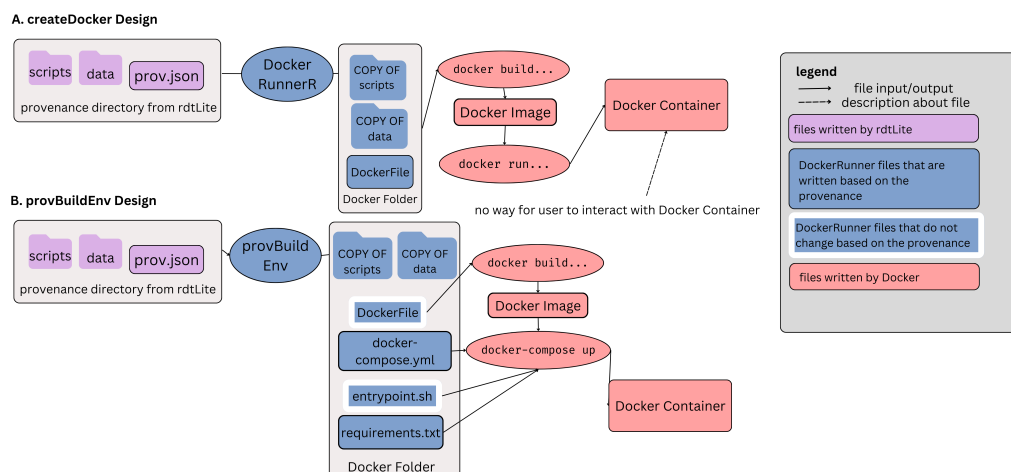 A. createDocker Design
scripts
data
prov.json
provenance directory from rdtLite
Docker
RunnerR
COPY OF
scripts
COPY OF
data
DockerFile
Docker Folder
docker build...
Docker Image
docker run...
Docker Container
no way for user to interact with Docker Container
legend
file input/output
description about file
files written by rdtLite
DockerRunner files that are
written based on the
provenance
DockerRunner files that do not
change based on the provenance
files written by Docker
B. provBuildEnv Design
scripts
data
prov.json
provenance directory from rdtLite
provBuild
Env
COPY OF
scripts
COPY OF
data
DockerFile
docker-
compose.yml
entrypoint.sh
requirements.txt
Docker Folder
docker build...
Docker Image
docker-compose up
Docker Container